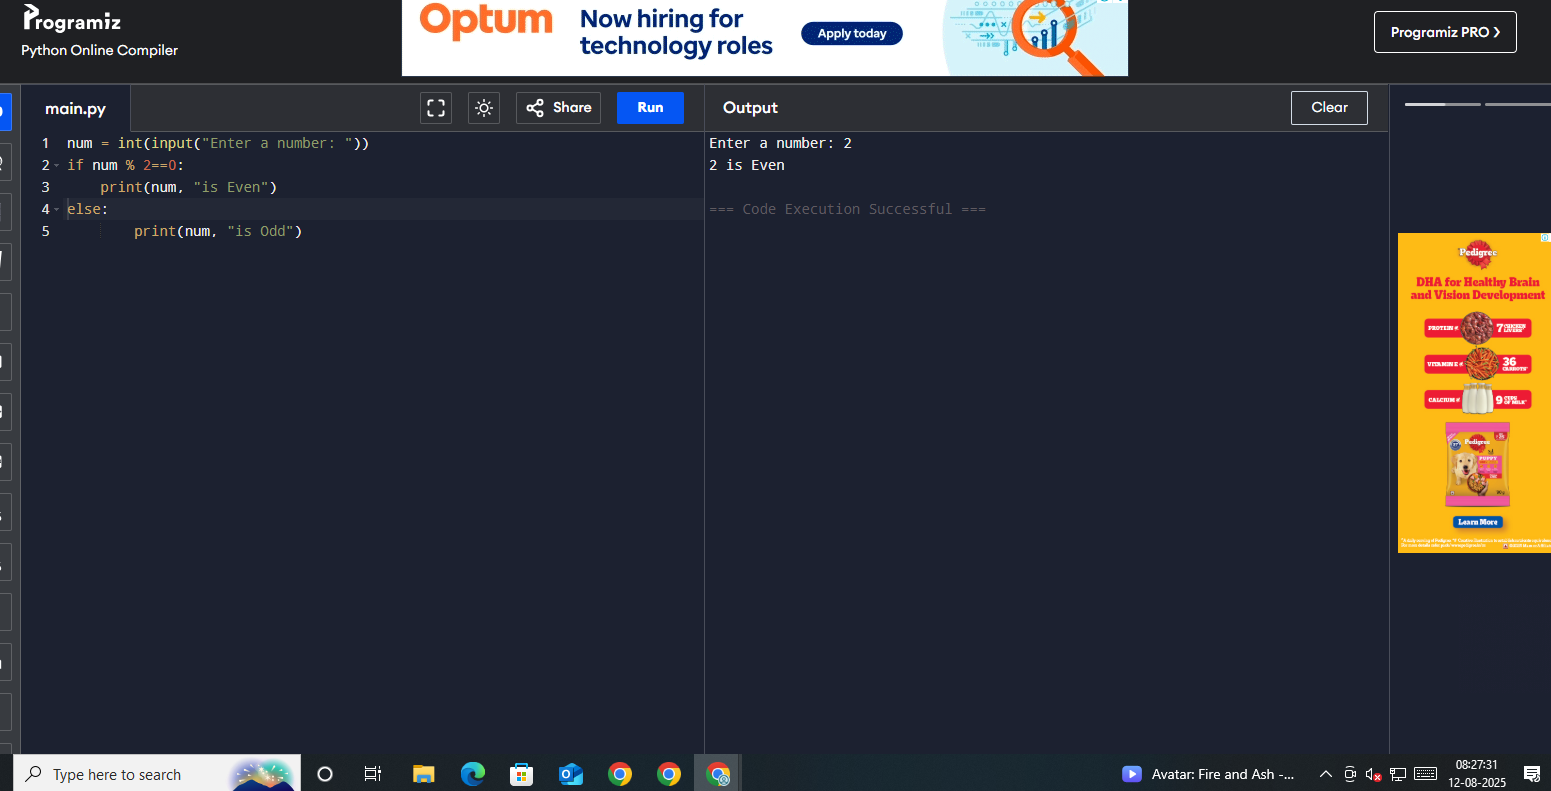 Programiz
Python Online Compiler
Optum
Now hiring for
technology roles
Apply today
Programiz PRO
main.py
Share
Run
Output
Clear
1 num = int(input("Enter a number: "))
2 if num % 2==0:
3 print(num, "is Even")
4 else:
5 print(num, "is Odd")
Enter a number: 2
2 is Even
=== Code Execution Successful ===
Pedigree
DHA for Healthy Brain
and Vision Development
PROTEIN
7 CHICKEN LIVERS*
VITAMIN E
36 CARROTS*
CALCIUM
9 CUPS OF MILK*
Pedigree
PUPPY
Learn More
Type here to search
Avatar: Fire and Ash -...
08:27:31
12-08-2025